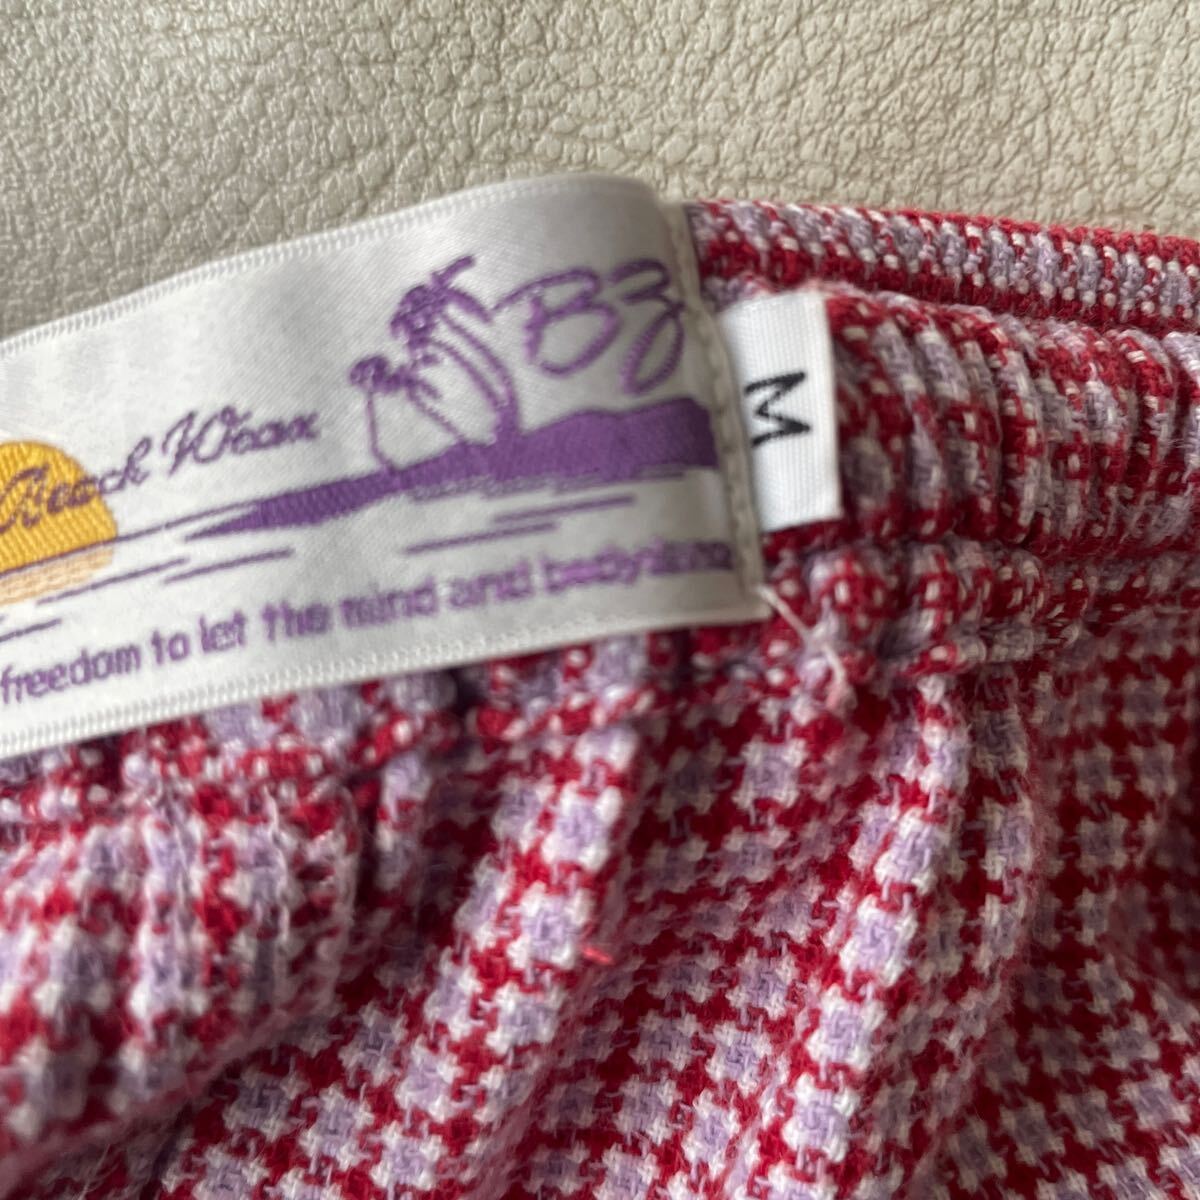 BZ
Beach Wear
M
freedom to let the mind and body